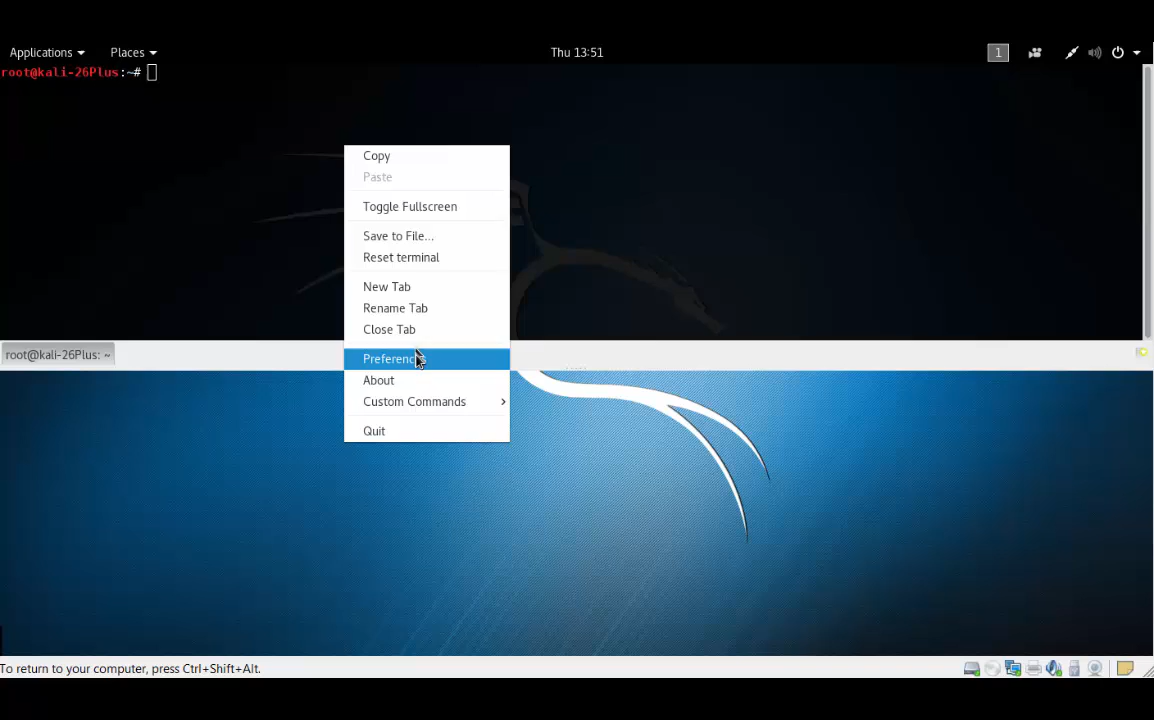 Applications Places Thu 13:51 1
root@kali-26Plus:~#
Copy
Paste
Toggle Fullscreen
Save to File...
Reset terminal
New Tab
Rename Tab
Close Tab
Preferences
About
Custom Commands
Quit
root@kali-26Plus: ~
To return to your computer, press Ctrl+Shift+Alt.